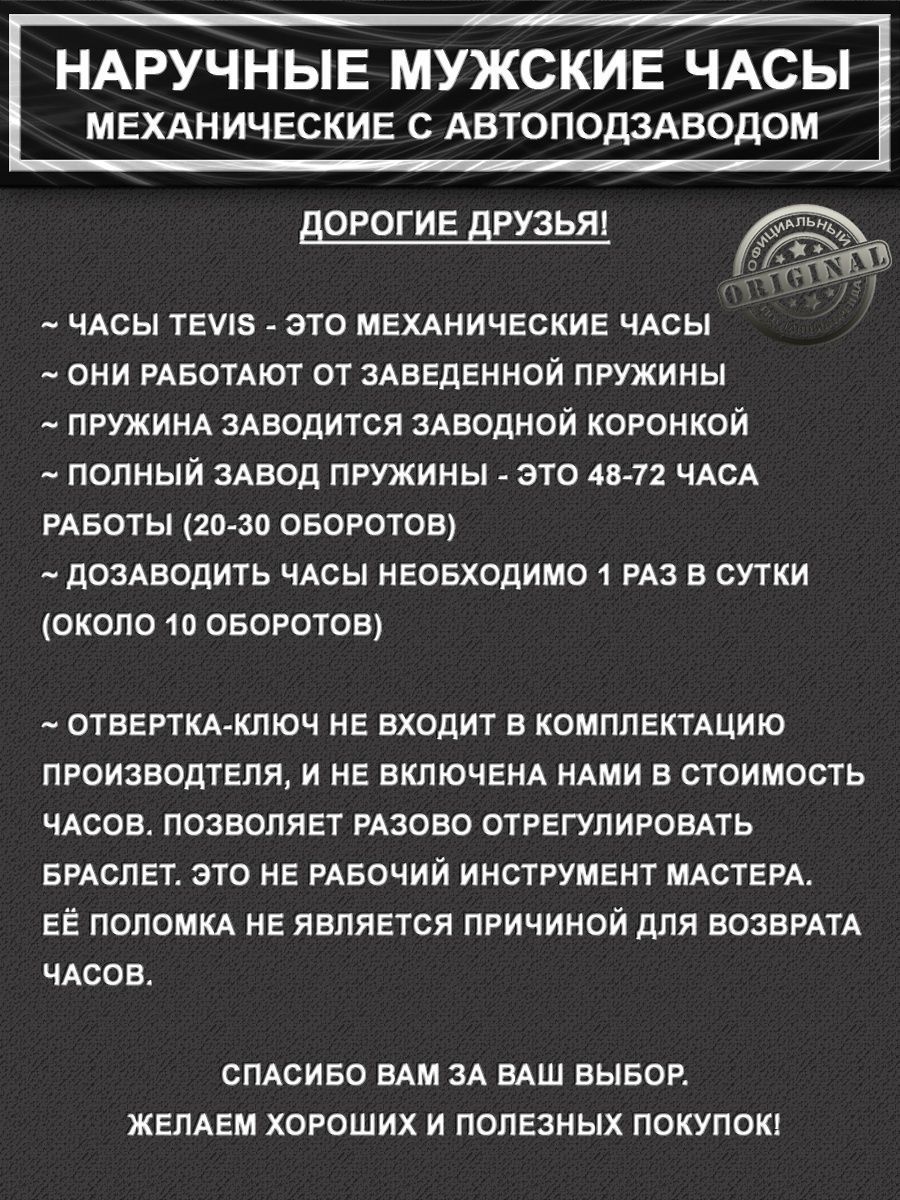 НАРУЧНЫЕ МУЖСКИЕ ЧАСЫ
МЕХАНИЧЕСКИЕ С АВТОПОДЗАВОДОМ
ДОРОГИЕ ДРУЗЬЯ!
ОФИЦИАЛЬНЫЙ
ORIGINAL
~ ЧАСЫ TEVIS - ЭТО МЕХАНИЧЕСКИЕ ЧАСЫ
~ ОНИ РАБОТАЮТ ОТ ЗАВЕДЕННОЙ ПРУЖИНЫ
~ ПРУЖИНА ЗАВОДИТСЯ ЗАВОДНОЙ КОРОНКОЙ
~ ПОЛНЫЙ ЗАВОД ПРУЖИНЫ - ЭТО 48-72 ЧАСА
РАБОТЫ (20-30 ОБОРОТОВ)
~ ДОЗАВОДИТЬ ЧАСЫ НЕОБХОДИМО 1 РАЗ В СУТКИ
(ОКОЛО 10 ОБОРОТОВ)
~ ОТВЕРТКА-КЛЮЧ НЕ ВХОДИТ В КОМПЛЕКТАЦИЮ
ПРОИЗВОДТЕЛЯ, И НЕ ВКЛЮЧЕНА НАМИ В СТОИМОСТЬ
ЧАСОВ. ПОЗВОЛЯЕТ РАЗОВО ОТРЕГУЛИРОВАТЬ
БРАСЛЕТ. ЭТО НЕ РАБОЧИЙ ИНСТРУМЕНТ МАСТЕРА.
ЕЁ ПОЛОМКА НЕ ЯВЛЯЕТСЯ ПРИЧИНОЙ ДЛЯ ВОЗВРАТА
ЧАСОВ.
СПАСИБО ВАМ ЗА ВАШ ВЫБОР.
ЖЕЛАЕМ ХОРОШИХ И ПОЛЕЗНЫХ ПОКУПОК!